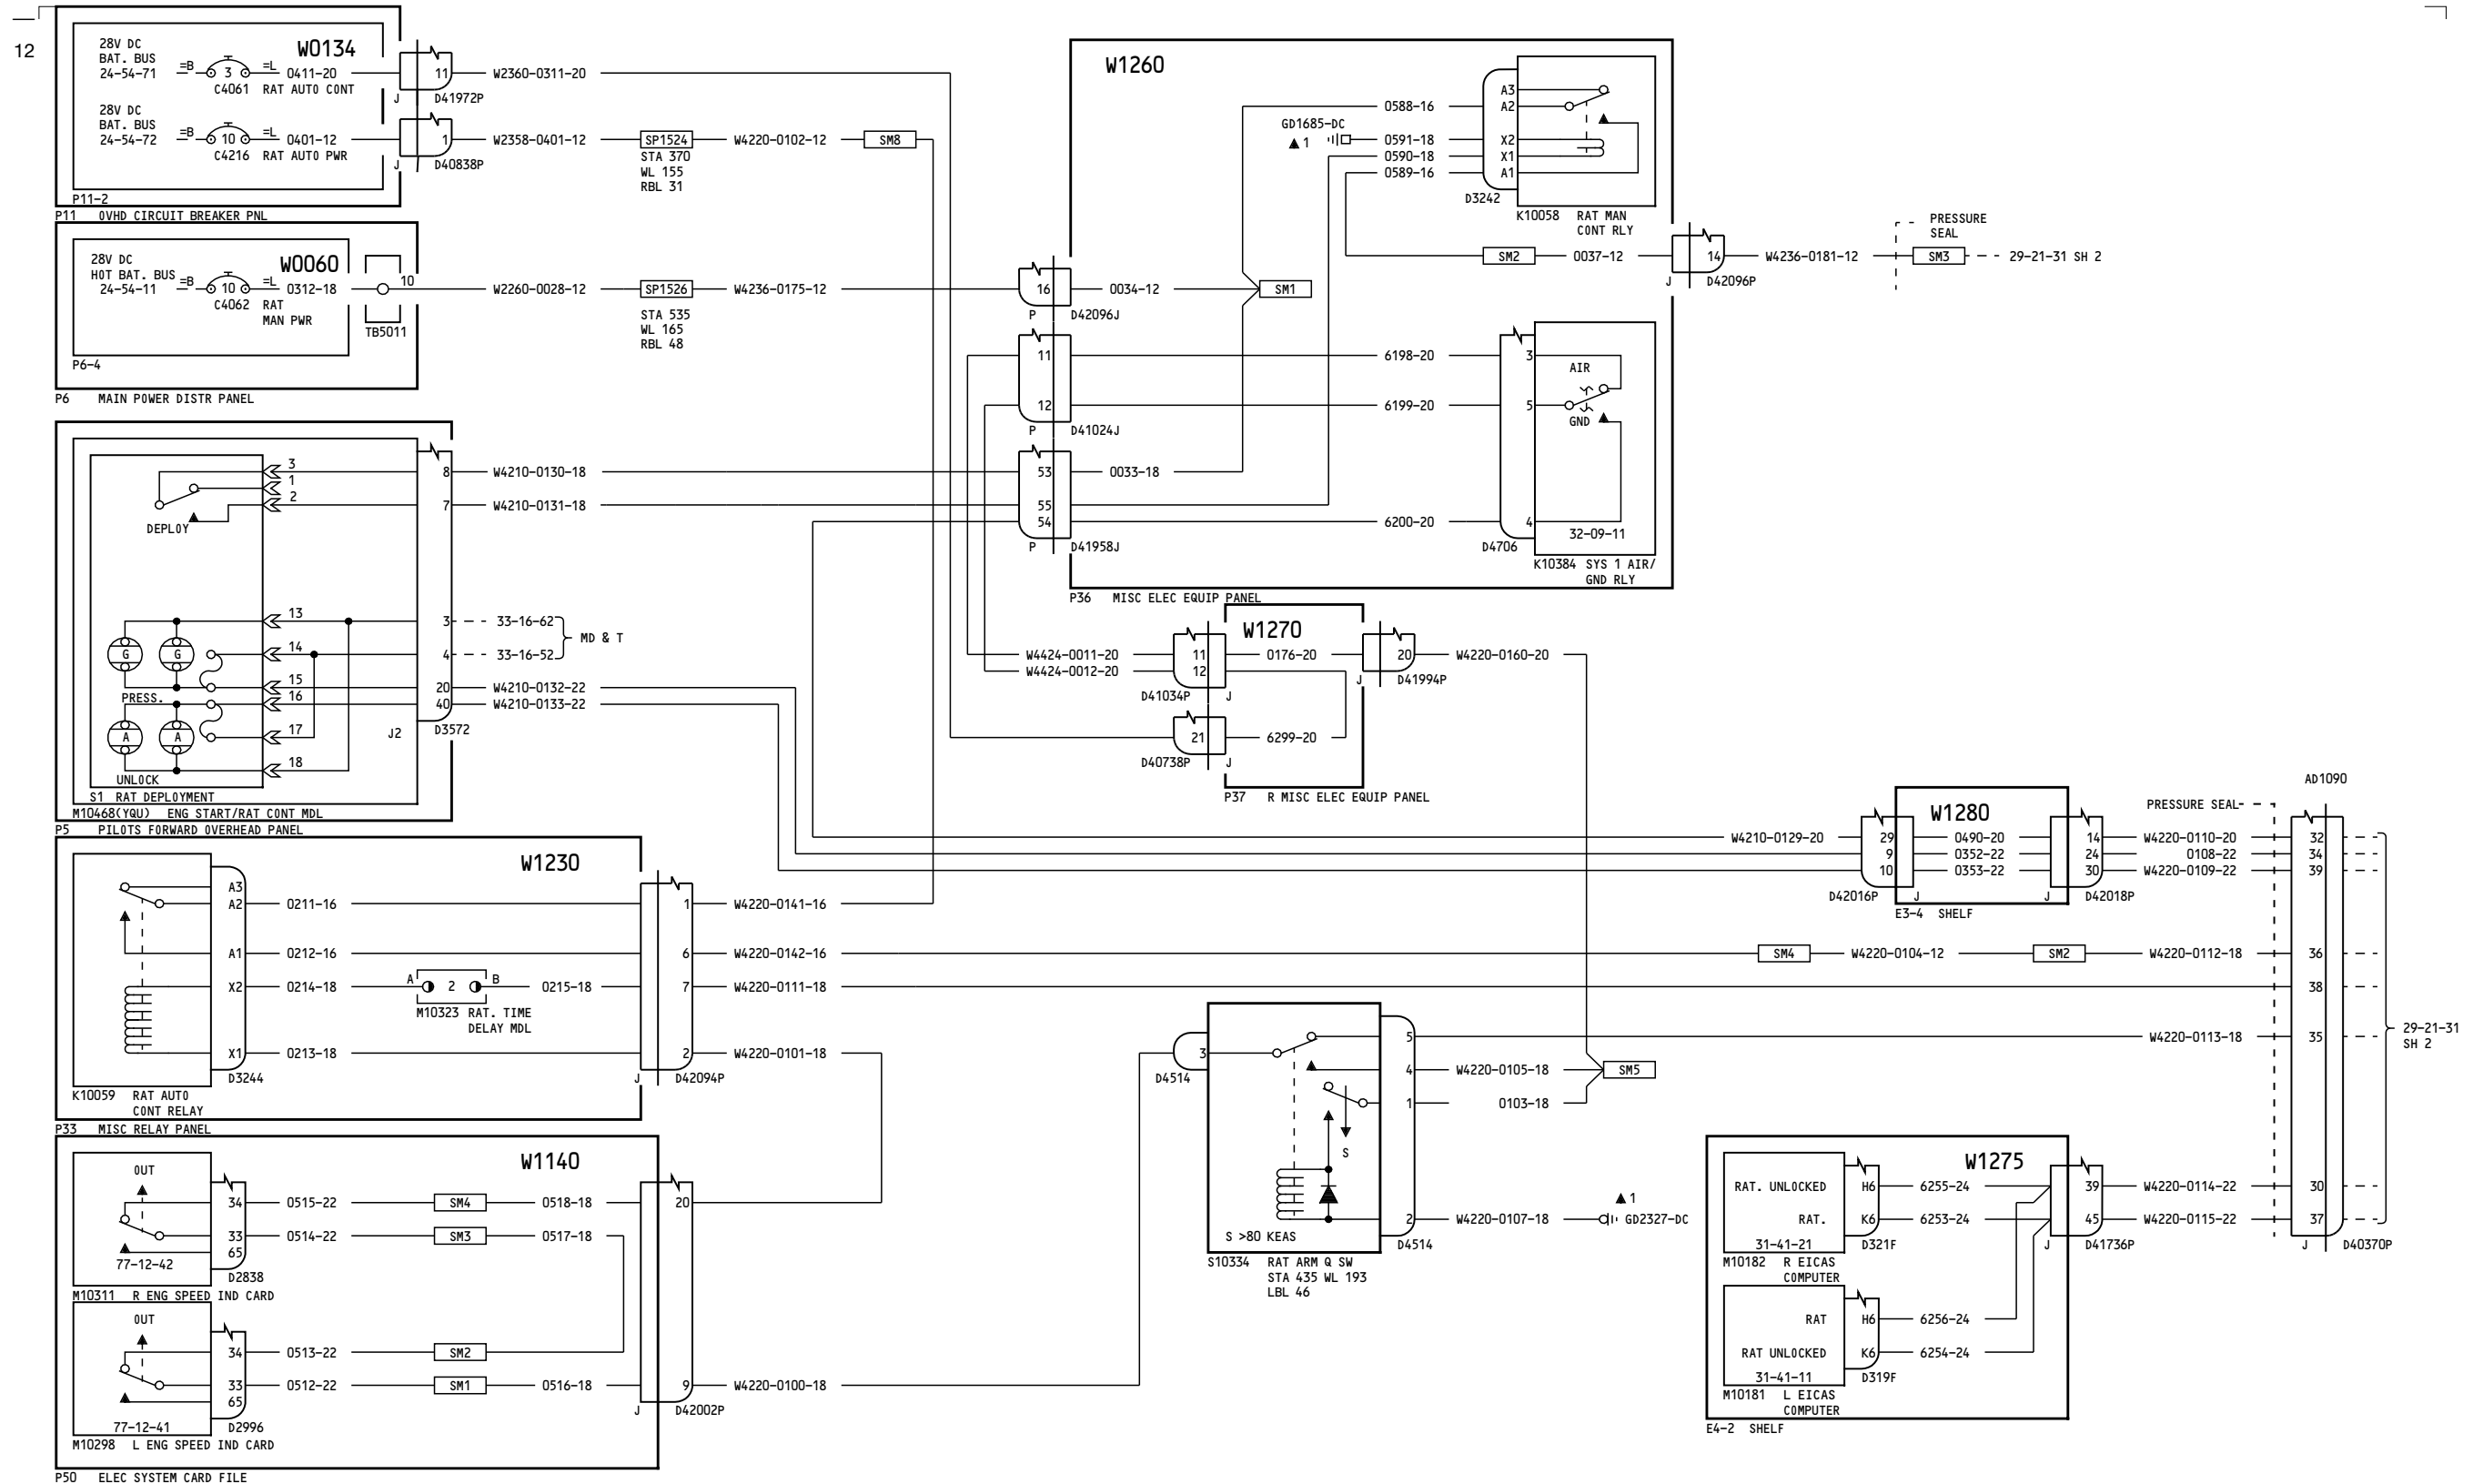 12
28V DC
BAT. BUS
24-54-71
=B
3
=L
0411-20
C4061
RAT AUTO CONT
W0134
J
11
D41972P
W2360-0311-20
28V DC
BAT. BUS
24-54-72
=B
10
=L
0401-12
C4216
RAT AUTO PWR
J
1
D40838P
W2358-0401-12
SP1524
STA 370
WL 155
RBL 31
W4220-0102-12
SM8
P11-2
P11 OVHD CIRCUIT BREAKER PNL
28V DC
HOT BAT. BUS
24-54-11
=B
10
=L
0312-18
C4062
RAT
MAN PWR
W0060
10
TB5011
W2260-0028-12
SP1526
STA 535
WL 165
RBL 48
W4236-0175-12
P6-4
P6 MAIN POWER DISTR PANEL
W1260
16
P
D42096J
0034-12
SM1
11
12
P
D41024J
53
55
54
P
D41958J
0033-18
GD1685-DC
▲ 1
0588-16
0591-18
0590-18
0589-16
A3
A2
X2
X1
A1
D3242
K10058 RAT MAN
CONT RLY
SM2
0037-12
14
J
D42096P
W4236-0181-12
PRESSURE
SEAL
SM3
29-21-31 SH 2
6198-20
6199-20
6200-20
3
5
4
D4706
AIR
GND
32-09-11
K10384 SYS 1 AIR/
GND RLY
P36 MISC ELEC EQUIP PANEL
3
1
2
DEPLOY
8
7
W4210-0130-18
W4210-0131-18
13
14
15
16
17
18
G
G
PRESS.
A
A
UNLOCK
3
4
20
40
J2
D3572
33-16-62
33-16-52
MD & T
W4210-0132-22
W4210-0133-22
S1 RAT DEPLOYMENT
M10468(YQU) ENG START/RAT CONT MDL
P5 PILOTS FORWARD OVERHEAD PANEL
W1270
W4424-0011-20
W4424-0012-20
11
12
D41034P
J
0176-20
20
J
D41994P
W4220-0160-20
21
D40738P
J
6299-20
P37 R MISC ELEC EQUIP PANEL
W1280
W4210-0129-20
29
9
10
D42016P
J
0490-20
0352-22
0353-22
14
24
30
J
D42018P
E3-4 SHELF
W4220-0110-20
0108-22
W4220-0109-22
AD1090
PRESSURE SEAL
32
34
39
36
38
35
30
37
J
D40370P
29-21-31
SH 2
W1230
A3
A2
A1
X2
X1
D3244
0211-16
0212-16
0214-18
0213-18
A
2
B
M10323 RAT. TIME
DELAY MDL
0215-18
1
6
7
2
J
D42094P
W4220-0141-16
W4220-0142-16
W4220-0111-18
W4220-0101-18
K10059 RAT AUTO
CONT RELAY
P33 MISC RELAY PANEL
SM4
W4220-0104-12
SM2
W4220-0112-18
W4220-0113-18
3
D4514
5
4
1
2
D4514
S
S >80 KEAS
S10334 RAT ARM Q SW
STA 435 WL 193
LBL 46
W4220-0105-18
0103-18
SM5
W4220-0107-18
▲ 1
GD2327-DC
W1140
OUT
77-12-42
34
33
65
D2838
0515-22
0514-22
SM4
SM3
0518-18
0517-18
M10311 R ENG SPEED IND CARD
OUT
77-12-41
34
33
65
D2996
0513-22
0512-22
SM2
SM1
0516-18
20
9
J
D42002P
W4220-0100-18
M10298 L ENG SPEED IND CARD
P50 ELEC SYSTEM CARD FILE
W1275
RAT. UNLOCKED
RAT.
31-41-21
H6
K6
D321F
6255-24
6253-24
M10182 R EICAS
COMPUTER
RAT
RAT UNLOCKED
31-41-11
H6
K6
D319F
6256-24
6254-24
M10181 L EICAS
COMPUTER
39
45
J
D41736P
W4220-0114-22
W4220-0115-22
E4-2 SHELF